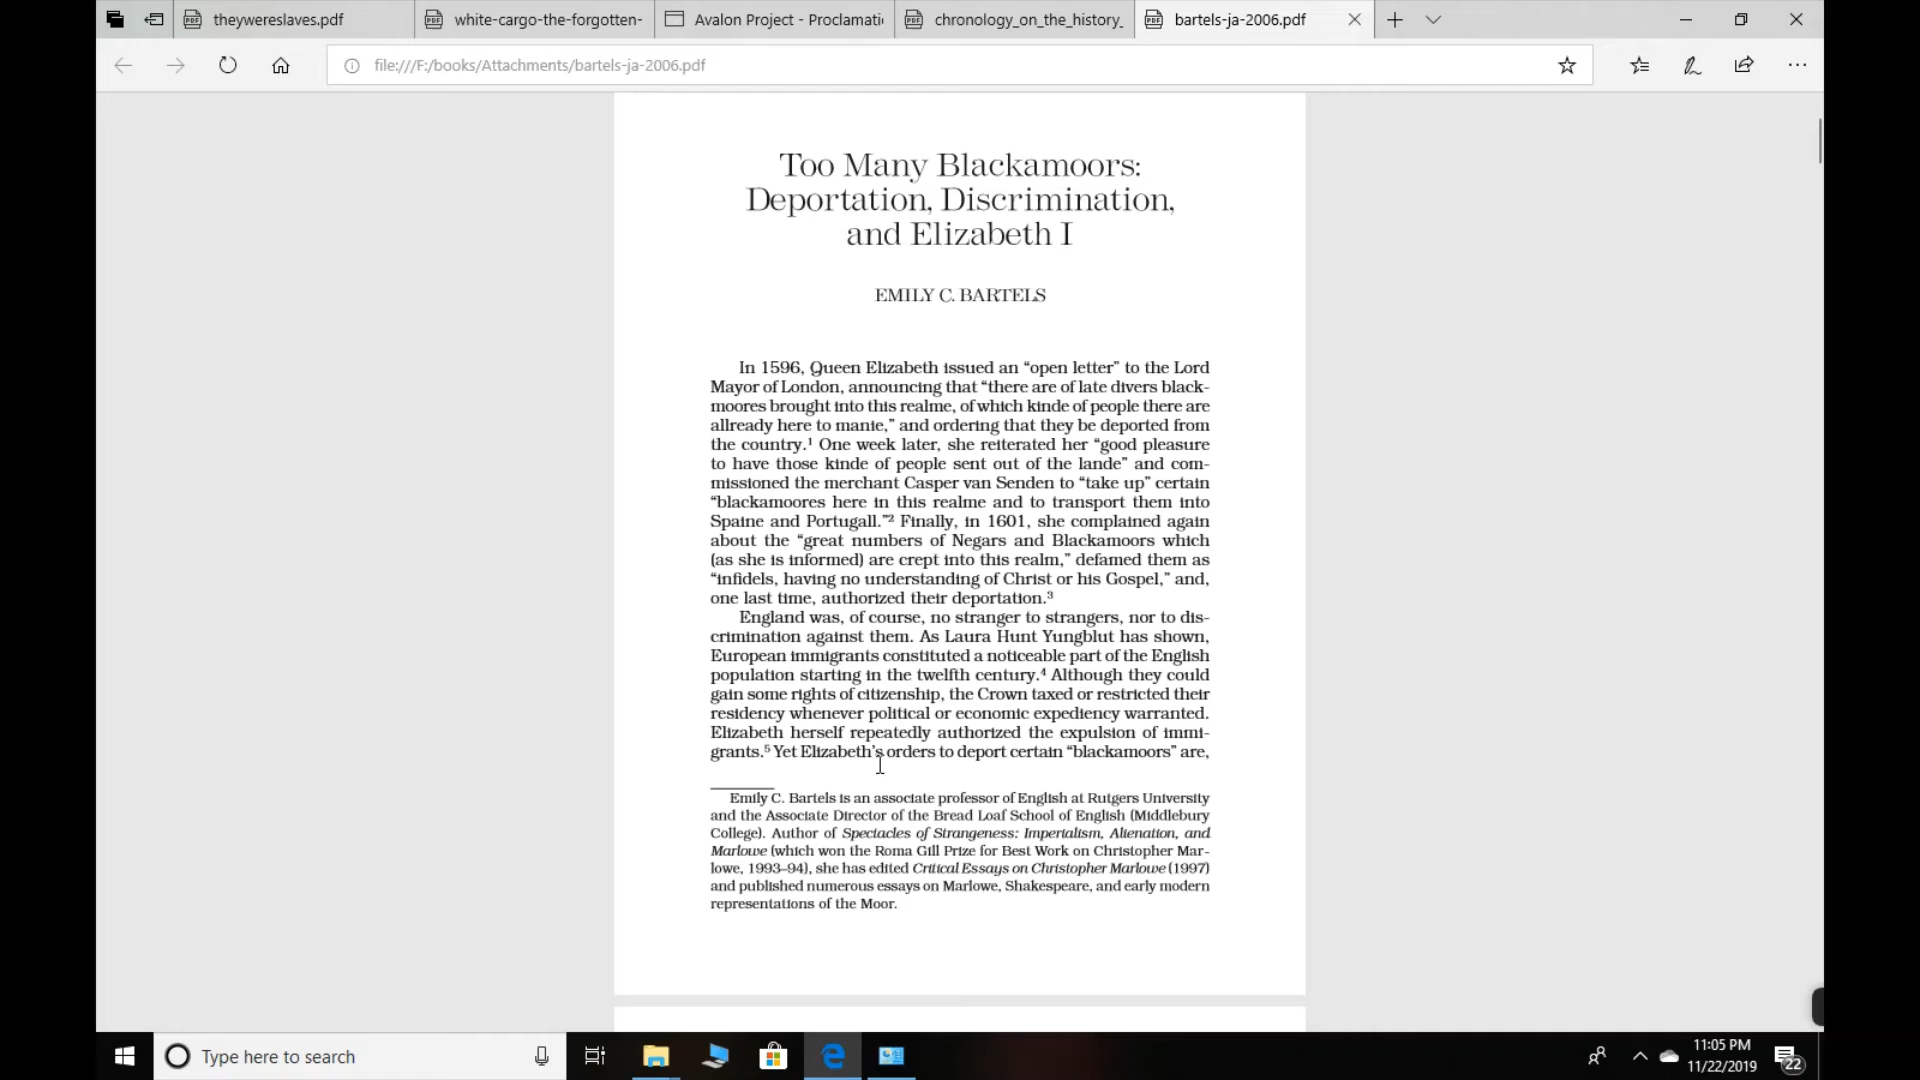 theywereslaves.pdf
white-cargo-the-forgotten-
Avalon Project - Proclamati
chronology_on_the_history_
bartels-ja-2006.pdf
file:///F:/books/Attachments/bartels-ja-2006.pdf
Too Many Blackamoors:
Deportation, Discrimination,
and Elizabeth I
EMILY C. BARTELS
In 1596, Queen Elizabeth issued an “open letter” to the Lord
Mayor of London, announcing that “there are of late divers black-
moores brought into this realme, of which kinde of people there are
allready here to manie,” and ordering that they be deported from
the country.¹ One week later, she reiterated her “good pleasure
to have those kinde of people sent out of the lande” and com-
missioned the merchant Casper van Senden to “take up” certain
“blackamoores here in this realme and to transport them into
Spaine and Portugall.”² Finally, in 1601, she complained again
about the “great numbers of Negars and Blackamoors which
(as she is informed) are crept into this realm,” defamed them as
“infidels, having no understanding of Christ or his Gospel,” and,
one last time, authorized their deportation.³
England was, of course, no stranger to strangers, nor to dis-
crimination against them. As Laura Hunt Yungblut has shown,
European immigrants constituted a noticeable part of the English
population starting in the twelfth century.⁴ Although they could
gain some rights of citizenship, the Crown taxed or restricted their
residency whenever political or economic expediency warranted.
Elizabeth herself repeatedly authorized the expulsion of immi-
grants.⁵ Yet Elizabeth’s orders to deport certain “blackamoors” are,
Emily C. Bartels is an associate professor of English at Rutgers University
and the Associate Director of the Bread Loaf School of English (Middlebury
College). Author of Spectacles of Strangeness: Imperialism, Alienation, and
Marlowe (which won the Roma Gill Prize for Best Work on Christopher Mar-
lowe, 1993–94), she has edited Critical Essays on Christopher Marlowe (1997)
and published numerous essays on Marlowe, Shakespeare, and early modern
representations of the Moor.
Type here to search
11:05 PM
11/22/2019
22